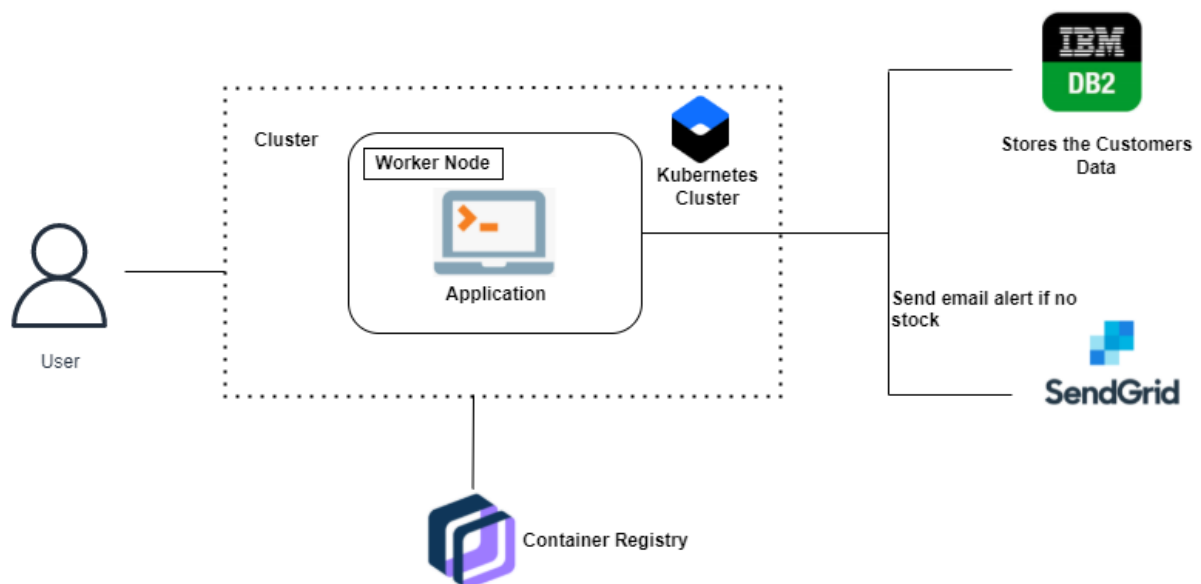 IBM
DB2
Stores the Customers
Data
Cluster
Worker Node
Kubernetes
Cluster
Application
User
Send email alert if no
stock
SendGrid
Container Registry